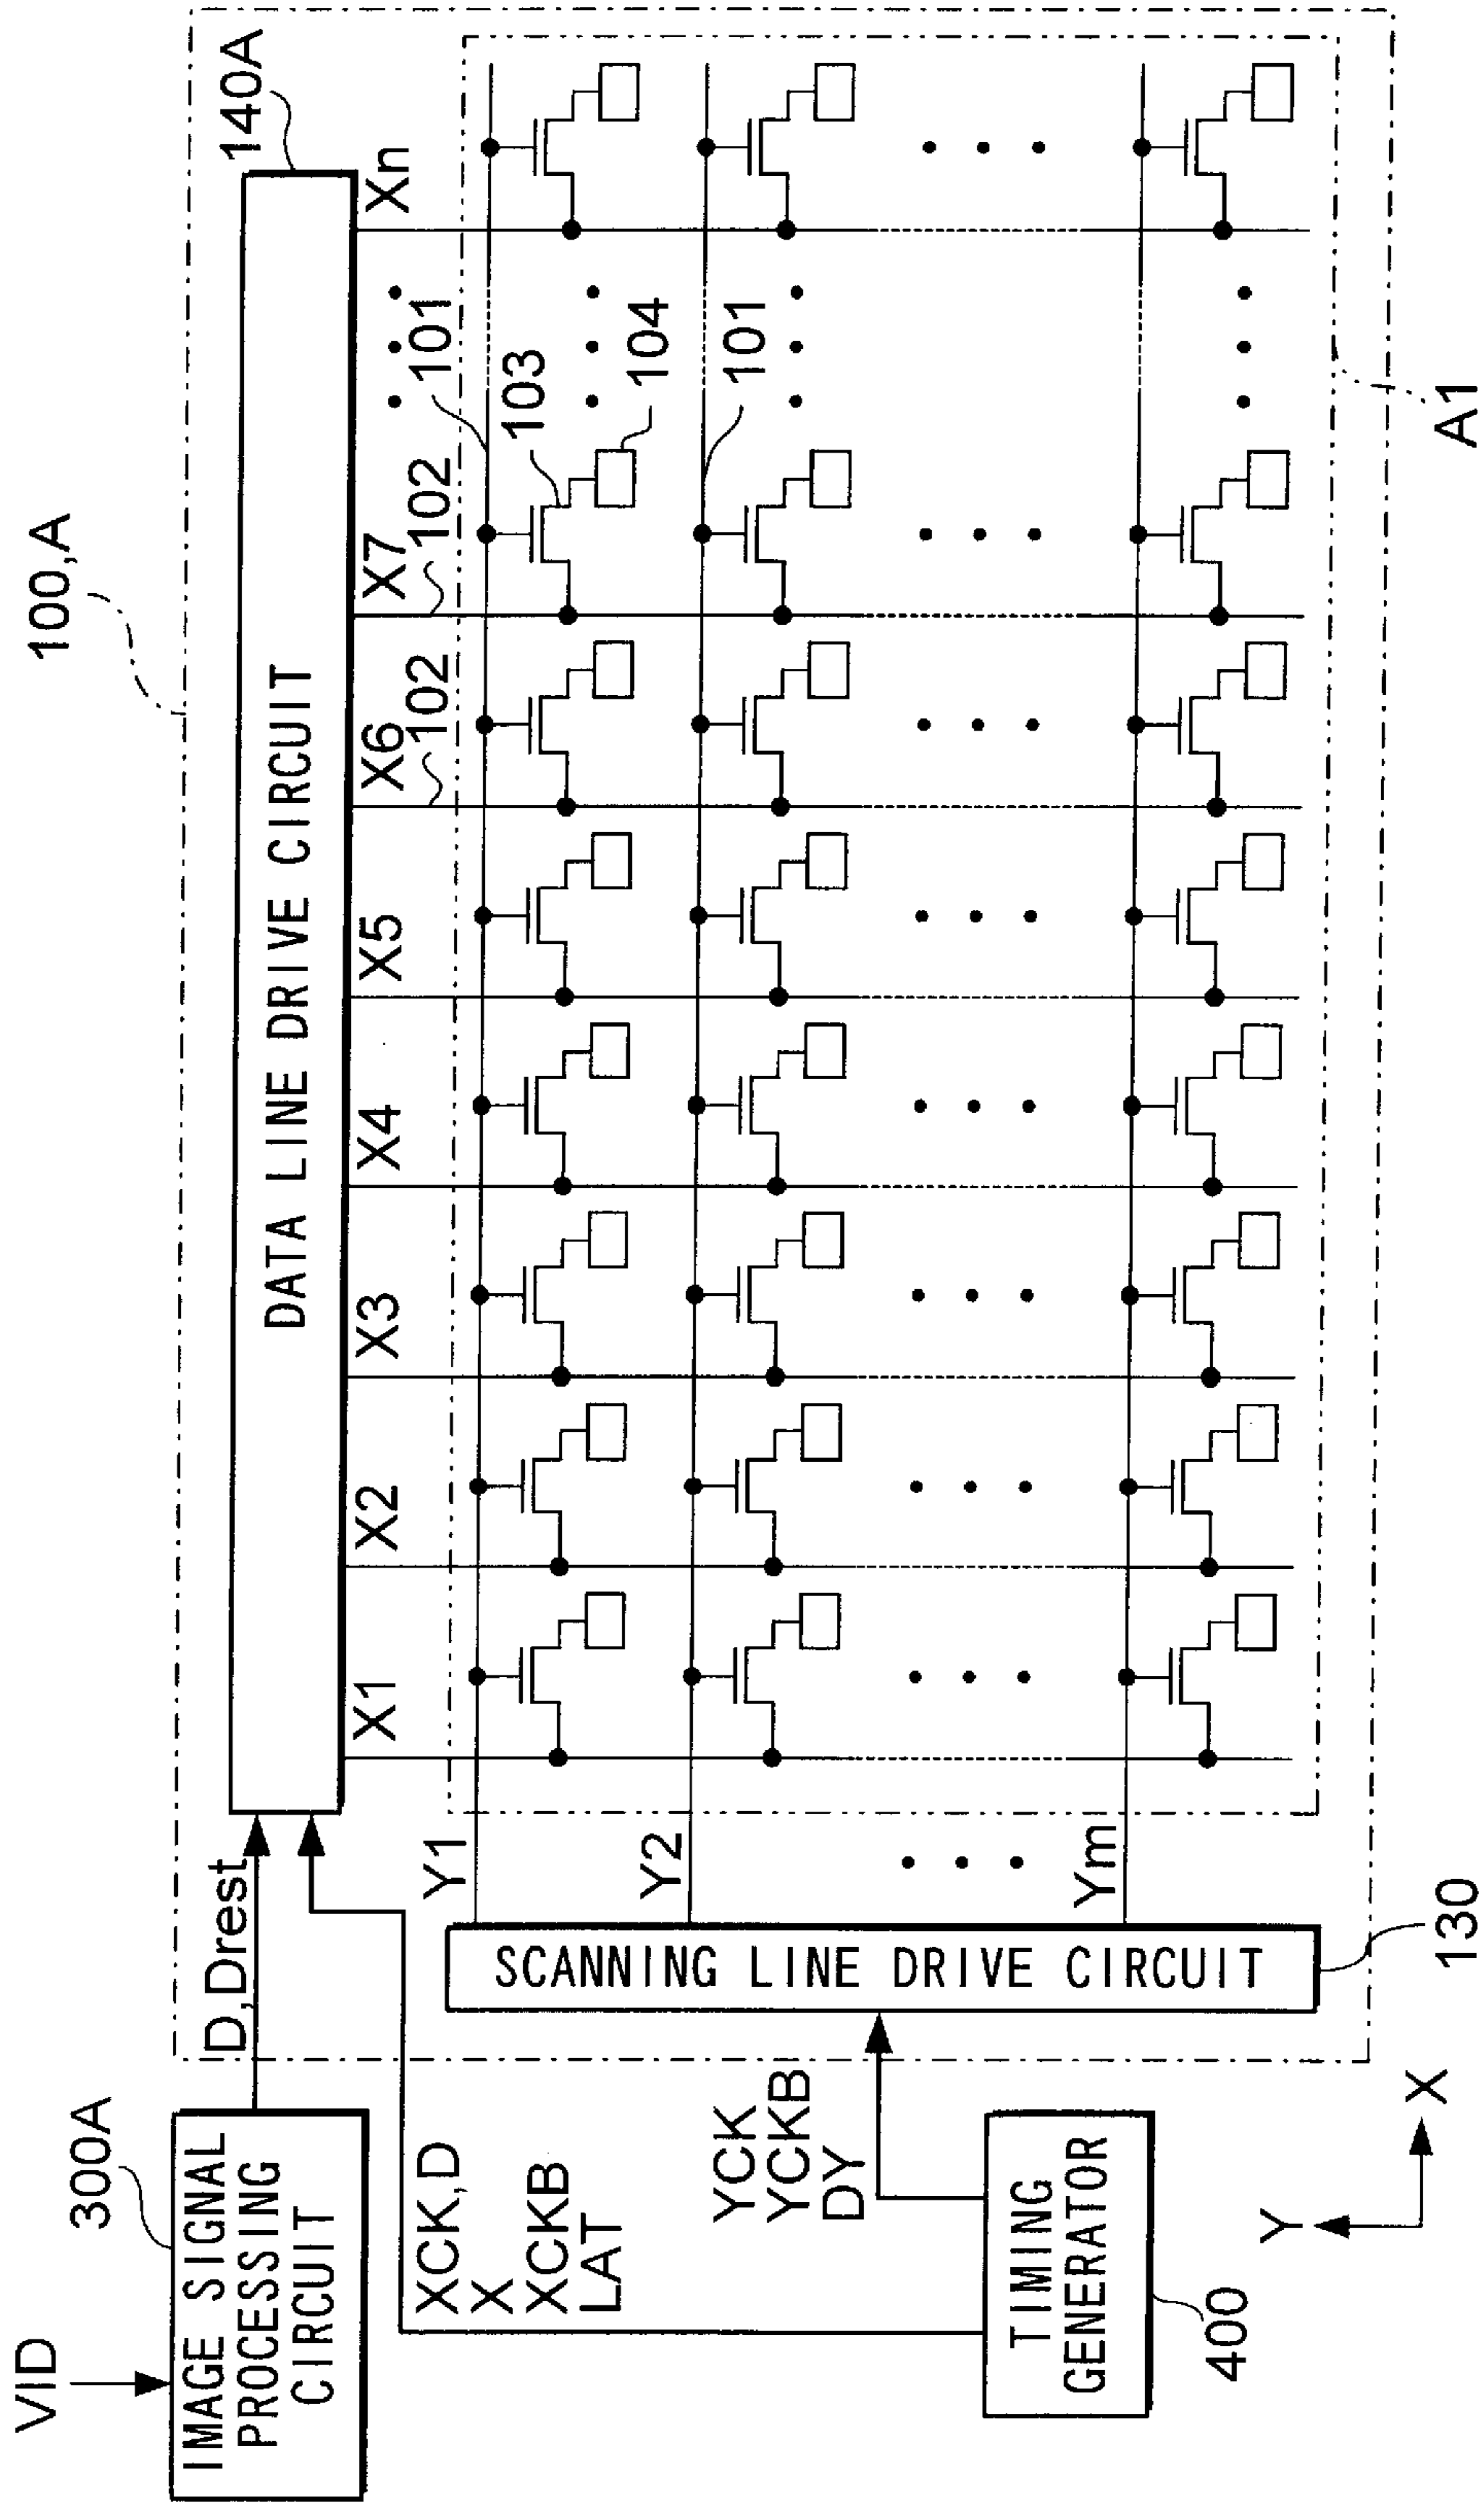 100,A
140A
DATA LINE DRIVE CIRCUIT
X1
X2
X3
X4
X5
X6
X7
Xn
102
102
101
103
104
101
VID
300A
IMAGE SIGNAL
PROCESSING
CIRCUIT
D,Drest
XCK,D
X
XCKB
LAT
Y1
Y2
Ym
SCANNING LINE DRIVE CIRCUIT
130
YCK
YCKB
DY
TIMING
GENERATOR
400
Y
X
A1